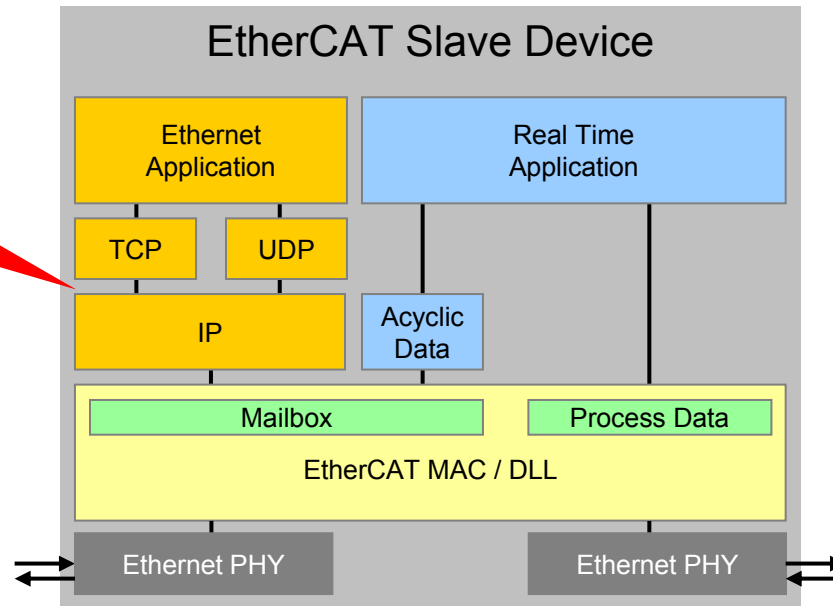 EtherCAT Slave Device
Ethernet
Application
Real Time
Application
TCP
UDP
IP
Acyclic
Data
Mailbox
Process Data
EtherCAT MAC / DLL
Ethernet PHY
Ethernet PHY